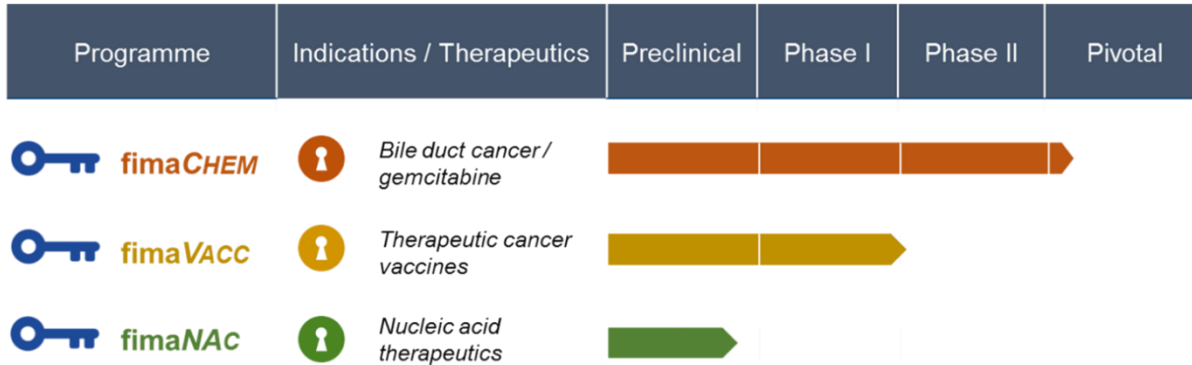 Programme
Indications / Therapeutics
Preclinical
Phase I
Phase II
Pivotal
fimaCHEM
Bile duct cancer /
gemcitabine
fimaVACC
Therapeutic cancer
vaccines
fimaNAC
Nucleic acid
therapeutics